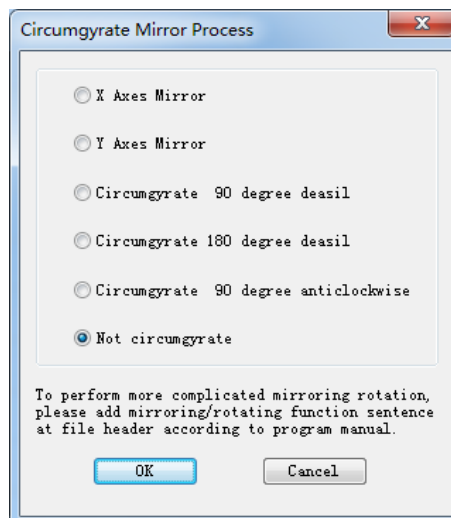 Circumgyrate Mirror Process
X Axes Mirror
Y Axes Mirror
Circumgyrate 90 degree deasil
Circumgyrate 180 degree deasil
Circumgyrate 90 degree anticlockwise
Not circumgyrate
To perform more complicated mirroring rotation,
please add mirroring/rotating function sentence
at file header according to program manual.
OK
Cancel